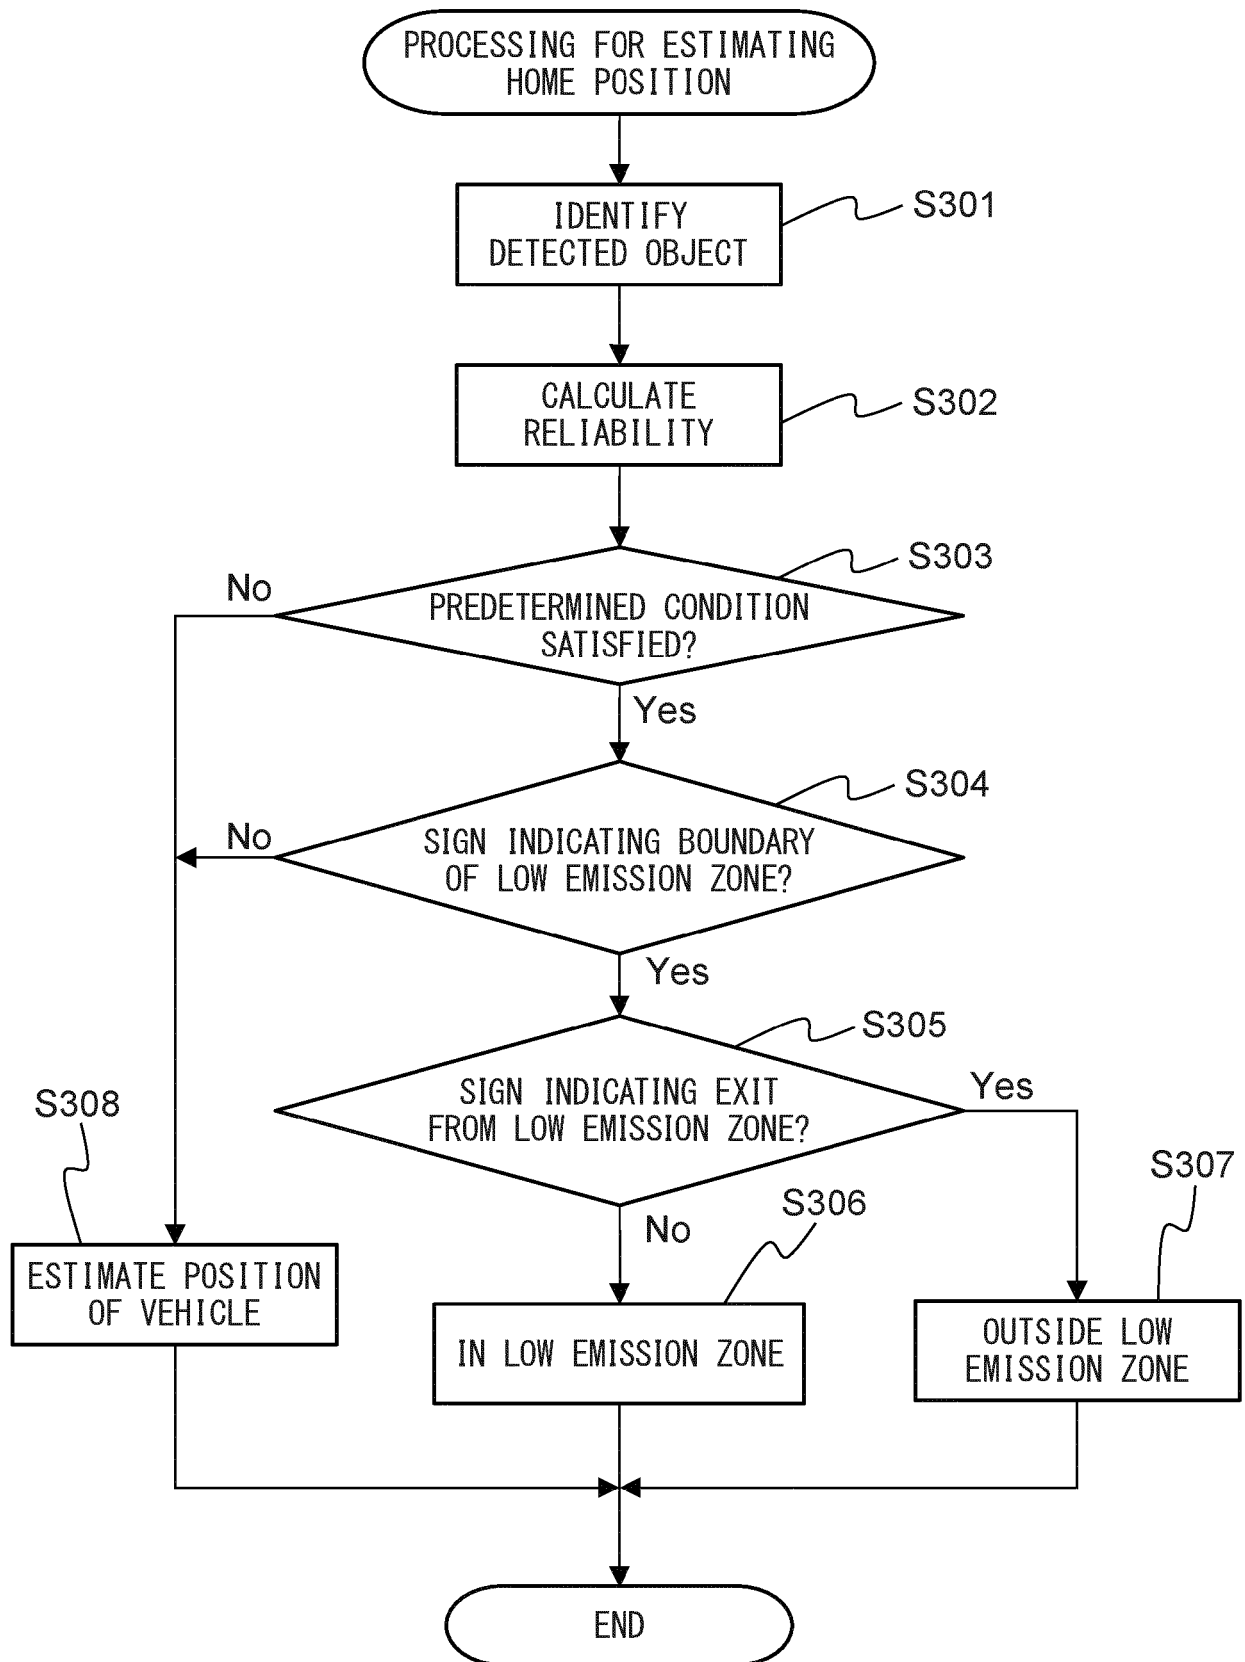 PROCESSING FOR ESTIMATING
HOME POSITION
IDENTIFY
DETECTED OBJECT
S301
CALCULATE
RELIABILITY
S302
S303
No
PREDETERMINED CONDITION
SATISFIED?
Yes
S304
No
SIGN INDICATING BOUNDARY
OF LOW EMISSION ZONE?
Yes
S305
SIGN INDICATING EXIT
FROM LOW EMISSION ZONE?
Yes
S308
S307
S306
No
ESTIMATE POSITION
OF VEHICLE
IN LOW EMISSION ZONE
OUTSIDE LOW
EMISSION ZONE
END